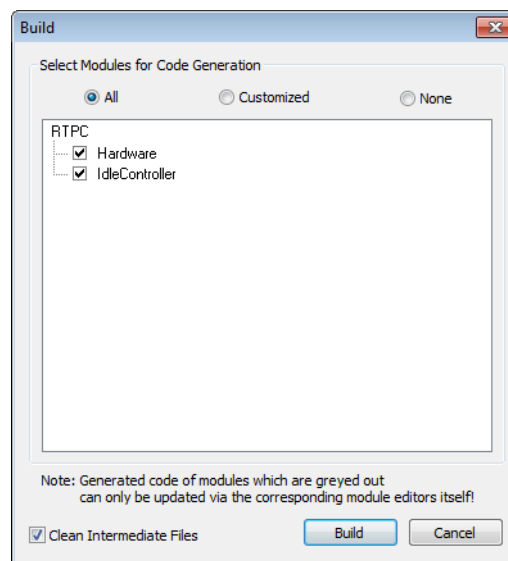 Build
Select Modules for Code Generation
All Customized None
RTPC
Hardware
IdleController
Note: Generated code of modules which are greyed out
can only be updated via the corresponding module editors itself!
Clean Intermediate Files Build Cancel